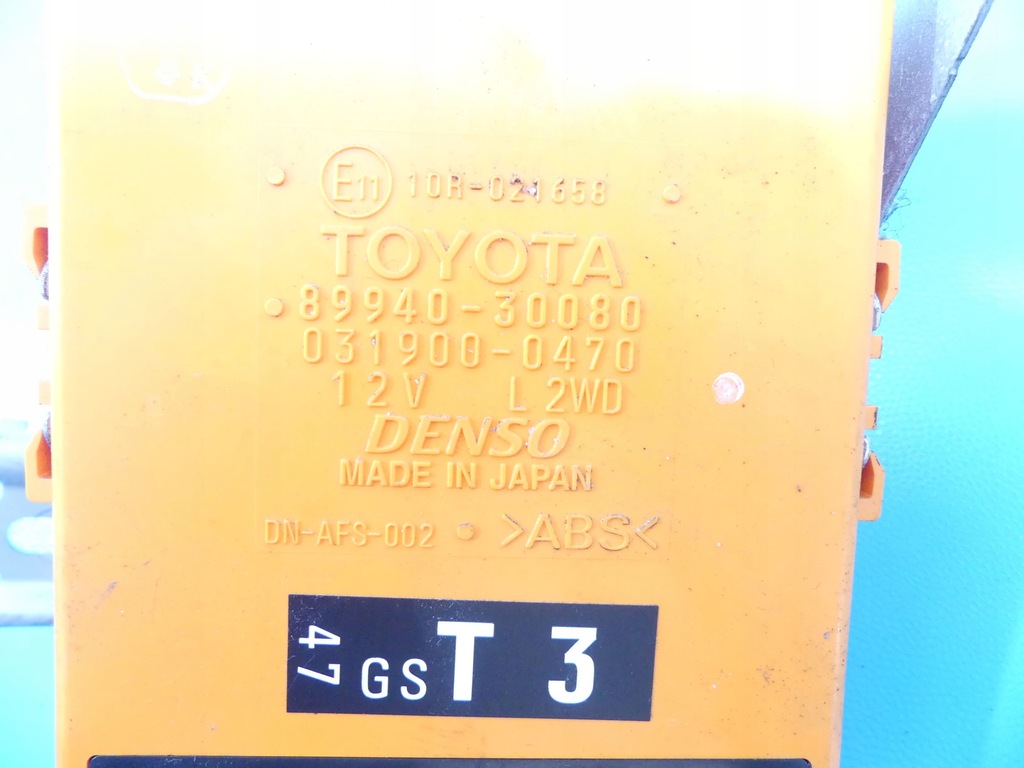 E11 10R-021658
TOYOTA
89940-30080
031900-0470
12V L 2WD
DENSO
MADE IN JAPAN
DN-AFS-002 >ABS<
47 GS T 3